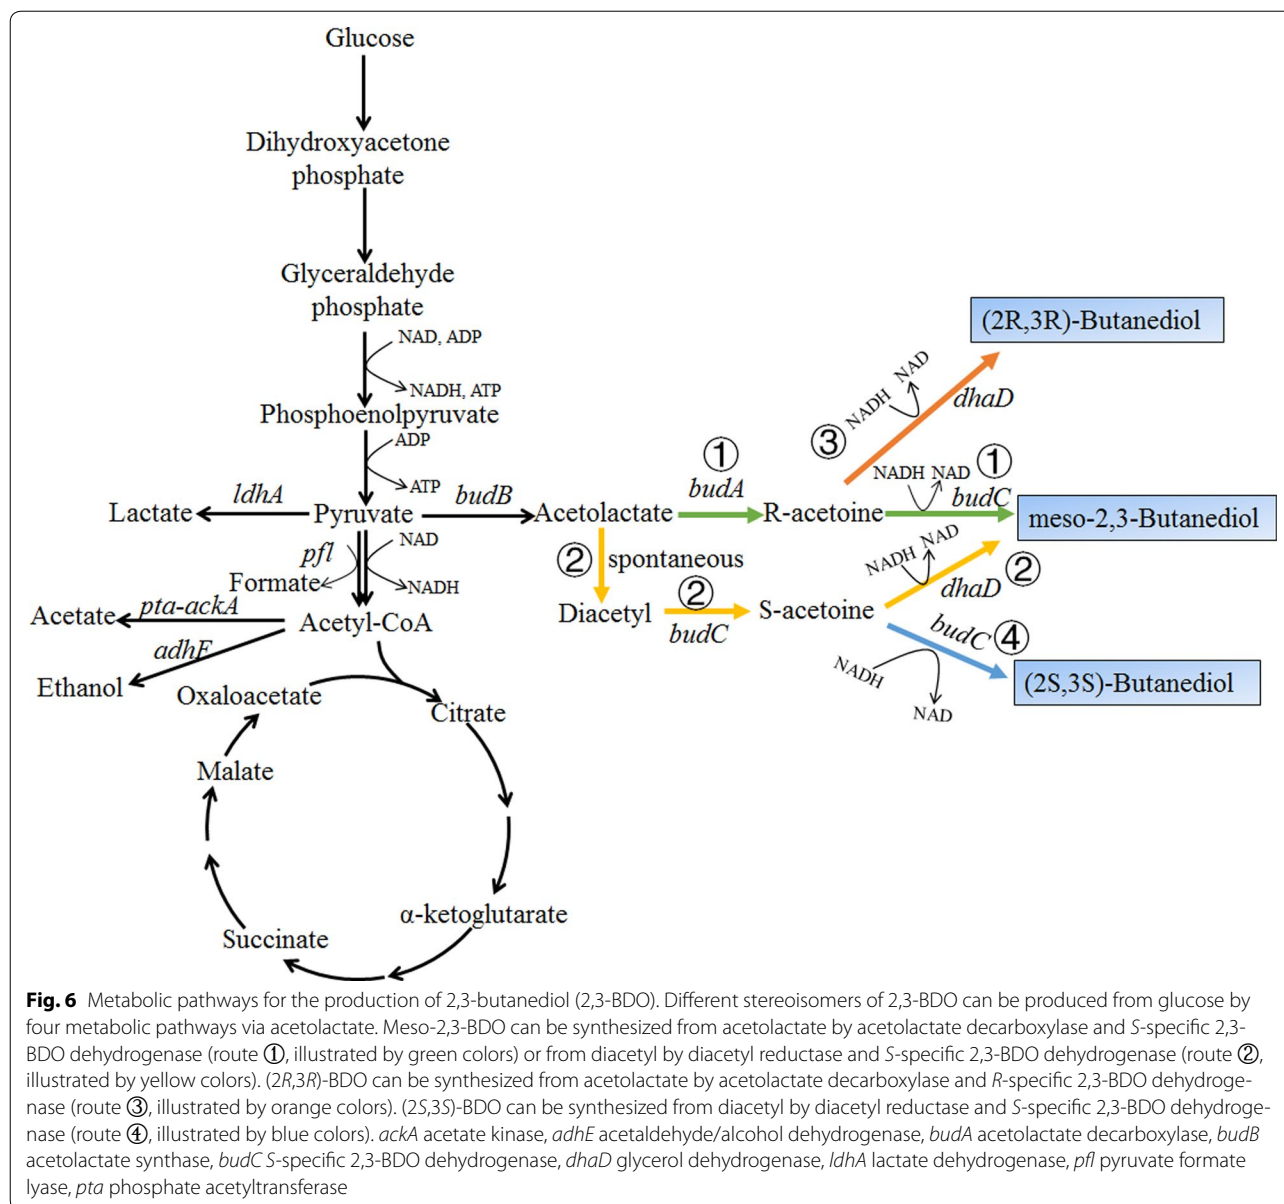 Glucose
Dihydroxyacetone
phosphate
Glyceraldehyde
phosphate
NAD, ADP
NADH, ATP
Phosphoenolpyruvate
ADP
ATP
Lactate
ldhA
Pyruvate
budB
Acetolactate
①
budA
R-acetoine
③
NADH
NAD
dhaD
(2R,3R)-Butanediol
NADH NAD
①
budC
meso-2,3-Butanediol
②
spontaneous
Diacetyl
②
budC
S-acetoine
NADH NAD
dhaD
②
budC
④
NADH
NAD
(2S,3S)-Butanediol
pfl
NAD
Formate
NADH
Acetate
pta-ackA
Acetyl-CoA
adhE
Ethanol
Oxaloacetate
Citrate
Malate
α-ketoglutarate
Succinate
Fig. 6 Metabolic pathways for the production of 2,3-butanediol (2,3-BDO). Different stereoisomers of 2,3-BDO can be produced from glucose by
four metabolic pathways via acetolactate. Meso-2,3-BDO can be synthesized from acetolactate by acetolactate decarboxylase and S-specific 2,3-
BDO dehydrogenase (route ①, illustrated by green colors) or from diacetyl by diacetyl reductase and S-specific 2,3-BDO dehydrogenase (route ②,
illustrated by yellow colors). (2R,3R)-BDO can be synthesized from acetolactate by acetolactate decarboxylase and R-specific 2,3-BDO dehydroge-
nase (route ③, illustrated by orange colors). (2S,3S)-BDO can be synthesized from diacetyl by diacetyl reductase and S-specific 2,3-BDO dehydroge-
nase (route ④, illustrated by blue colors). ackA acetate kinase, adhE acetaldehyde/alcohol dehydrogenase, budA acetolactate decarboxylase, budB
acetolactate synthase, budC S-specific 2,3-BDO dehydrogenase, dhaD glycerol dehydrogenase, ldhA lactate dehydrogenase, pfl pyruvate formate
lyase, pta phosphate acetyltransferase